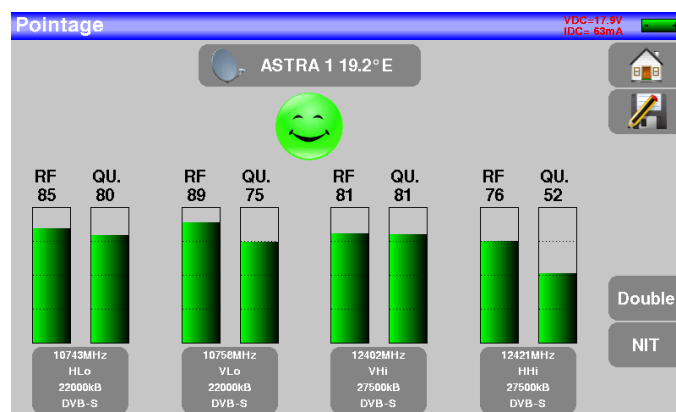 Pointage
VDC=17.9V
IDC= 63mA
ASTRA 1 19.2° E
RF QU. RF QU. RF QU. RF QU.
85 80 89 75 81 81 76 52
Double
NIT
10743MHz 10758MHz 12402MHz 12421MHz
HLo VLo VHi HHi
22000kB 22000kB 27500kB 27500kB
DVB-S DVB-S DVB-S DVB-S